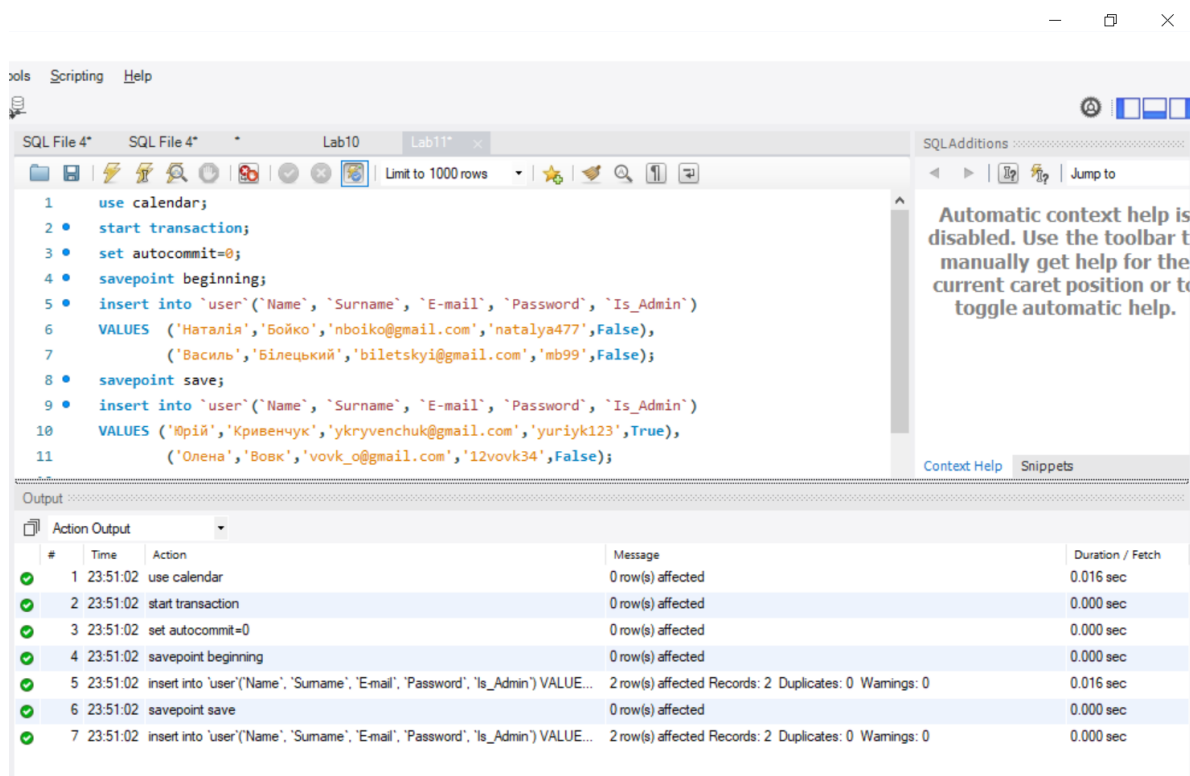 ools Scripting Help
SQL File 4* SQL File 4* * Lab10 Lab11* ×
SQLAdditions
Limit to 1000 rows
Jump to
1 use calendar;
2 start transaction;
3 set autocommit=0;
4 savepoint beginning;
5 insert into `user`(`Name`, `Surname`, `E-mail`, `Password`, `Is_Admin`)
6 VALUES ('Наталія','Бойко','nboiko@gmail.com','natalya477',False),
7 ('Василь','Білецький','biletskyi@gmail.com','mb99',False);
8 savepoint save;
9 insert into `user`(`Name`, `Surname`, `E-mail`, `Password`, `Is_Admin`)
10 VALUES ('Юрій','Кривенчук','ykryvenchuk@gmail.com','yuriyk123',True),
11 ('Олена','Вовк','vovk_o@gmail.com','12vovk34',False);
Automatic context help is
disabled. Use the toolbar t
manually get help for the
current caret position or to
toggle automatic help.
Context Help Snippets
Output
Action Output
# Time Action Message Duration / Fetch
1 23:51:02 use calendar 0 row(s) affected 0.016 sec
2 23:51:02 start transaction 0 row(s) affected 0.000 sec
3 23:51:02 set autocommit=0 0 row(s) affected 0.000 sec
4 23:51:02 savepoint beginning 0 row(s) affected 0.000 sec
5 23:51:02 insert into `user`(`Name`, `Surname`, `E-mail`, `Password`, `Is_Admin`) VALUE... 2 row(s) affected Records: 2 Duplicates: 0 Warnings: 0 0.016 sec
6 23:51:02 savepoint save 0 row(s) affected 0.000 sec
7 23:51:02 insert into `user`(`Name`, `Surname`, `E-mail`, `Password`, `Is_Admin`) VALUE... 2 row(s) affected Records: 2 Duplicates: 0 Warnings: 0 0.000 sec